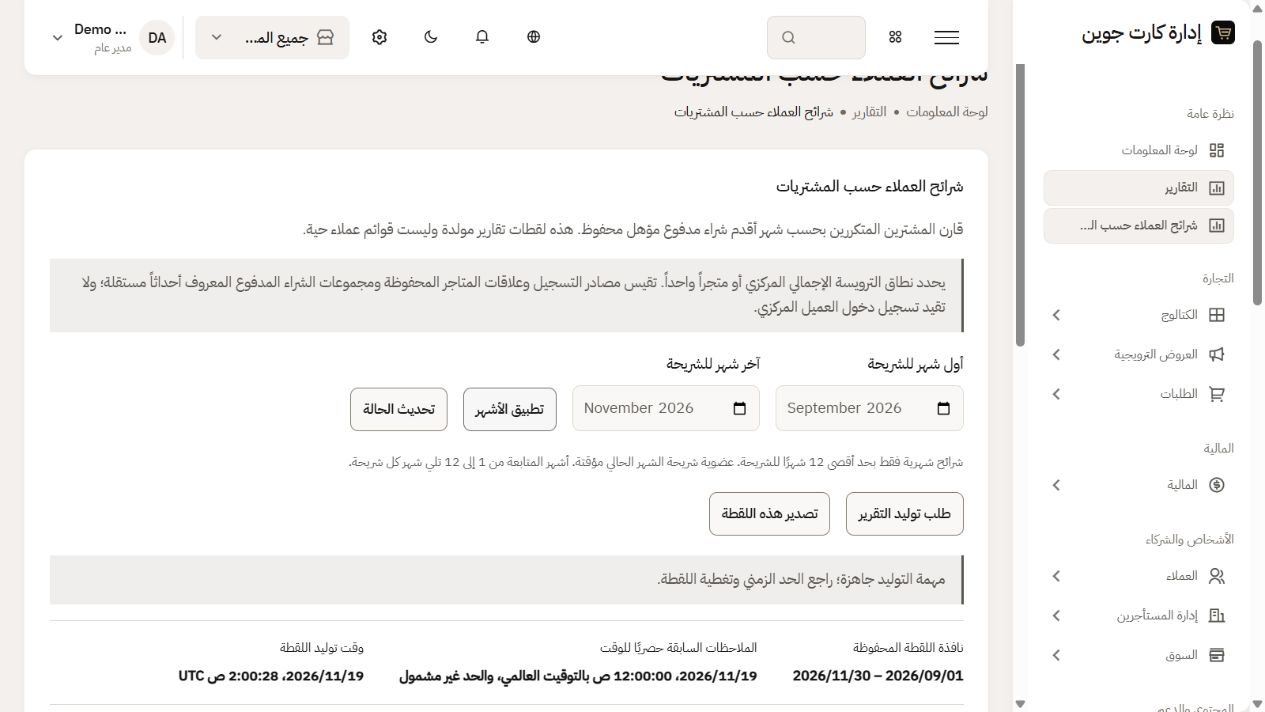 إدارة كارت جوين
نظرة عامة
لوحة المعلومات
التقارير
شرائح العملاء حسب الـ...
التجارة
الكتالوج
العروض الترويجية
الطلبات
المالية
المالية
الأشخاص والشركاء
العملاء
إدارة المستأجرين
السوق
جميع المـ...
Demo ...
مدير عام
DA
شرائح العملاء حسب المشتريات
لوحة المعلومات • التقارير • شرائح العملاء حسب المشتريات
شرائح العملاء حسب المشتريات
قارن المشترين المتكررين بحسب شهر أقدم شراء مدفوع مؤهل محفوظ. هذه لقطات تقارير مولدة وليست قوائم عملاء حية.
يحدد نطاق الترويسة الإجمالي المركزي أو متجراً واحداً. تقيس مصادر التسجيل وعلاقات المتاجر المحفوظة ومجموعات الشراء المدفوع المعروف أحداثاً مستقلة؛ ولا
تقيد تسجيل دخول العميل المركزي.
أول شهر للشريحة
آخر شهر للشريحة
September 2026
November 2026
تطبيق الأشهر
تحديث الحالة
شرائح شهرية فقط بحد أقصى 12 شهرًا للشريحة. عضوية شريحة الشهر الحالي مؤقتة. أشهر المتابعة من 1 إلى 12 تلي شهر كل شريحة.
طلب توليد التقرير
تصدير هذه اللقطة
مهمة التوليد جاهزة؛ راجع الحد الزمني وتغطية اللقطة.
نافذة اللقطة المحفوظة
2026/09/01 – 2026/11/30
الملاحظات السابقة حصريًا للوقت
2026/11/19، 12:00:00 ص بالتوقيت العالمي، والحد غير مشمول
وقت توليد اللقطة
2026/11/19، 2:00:28 ص UTC